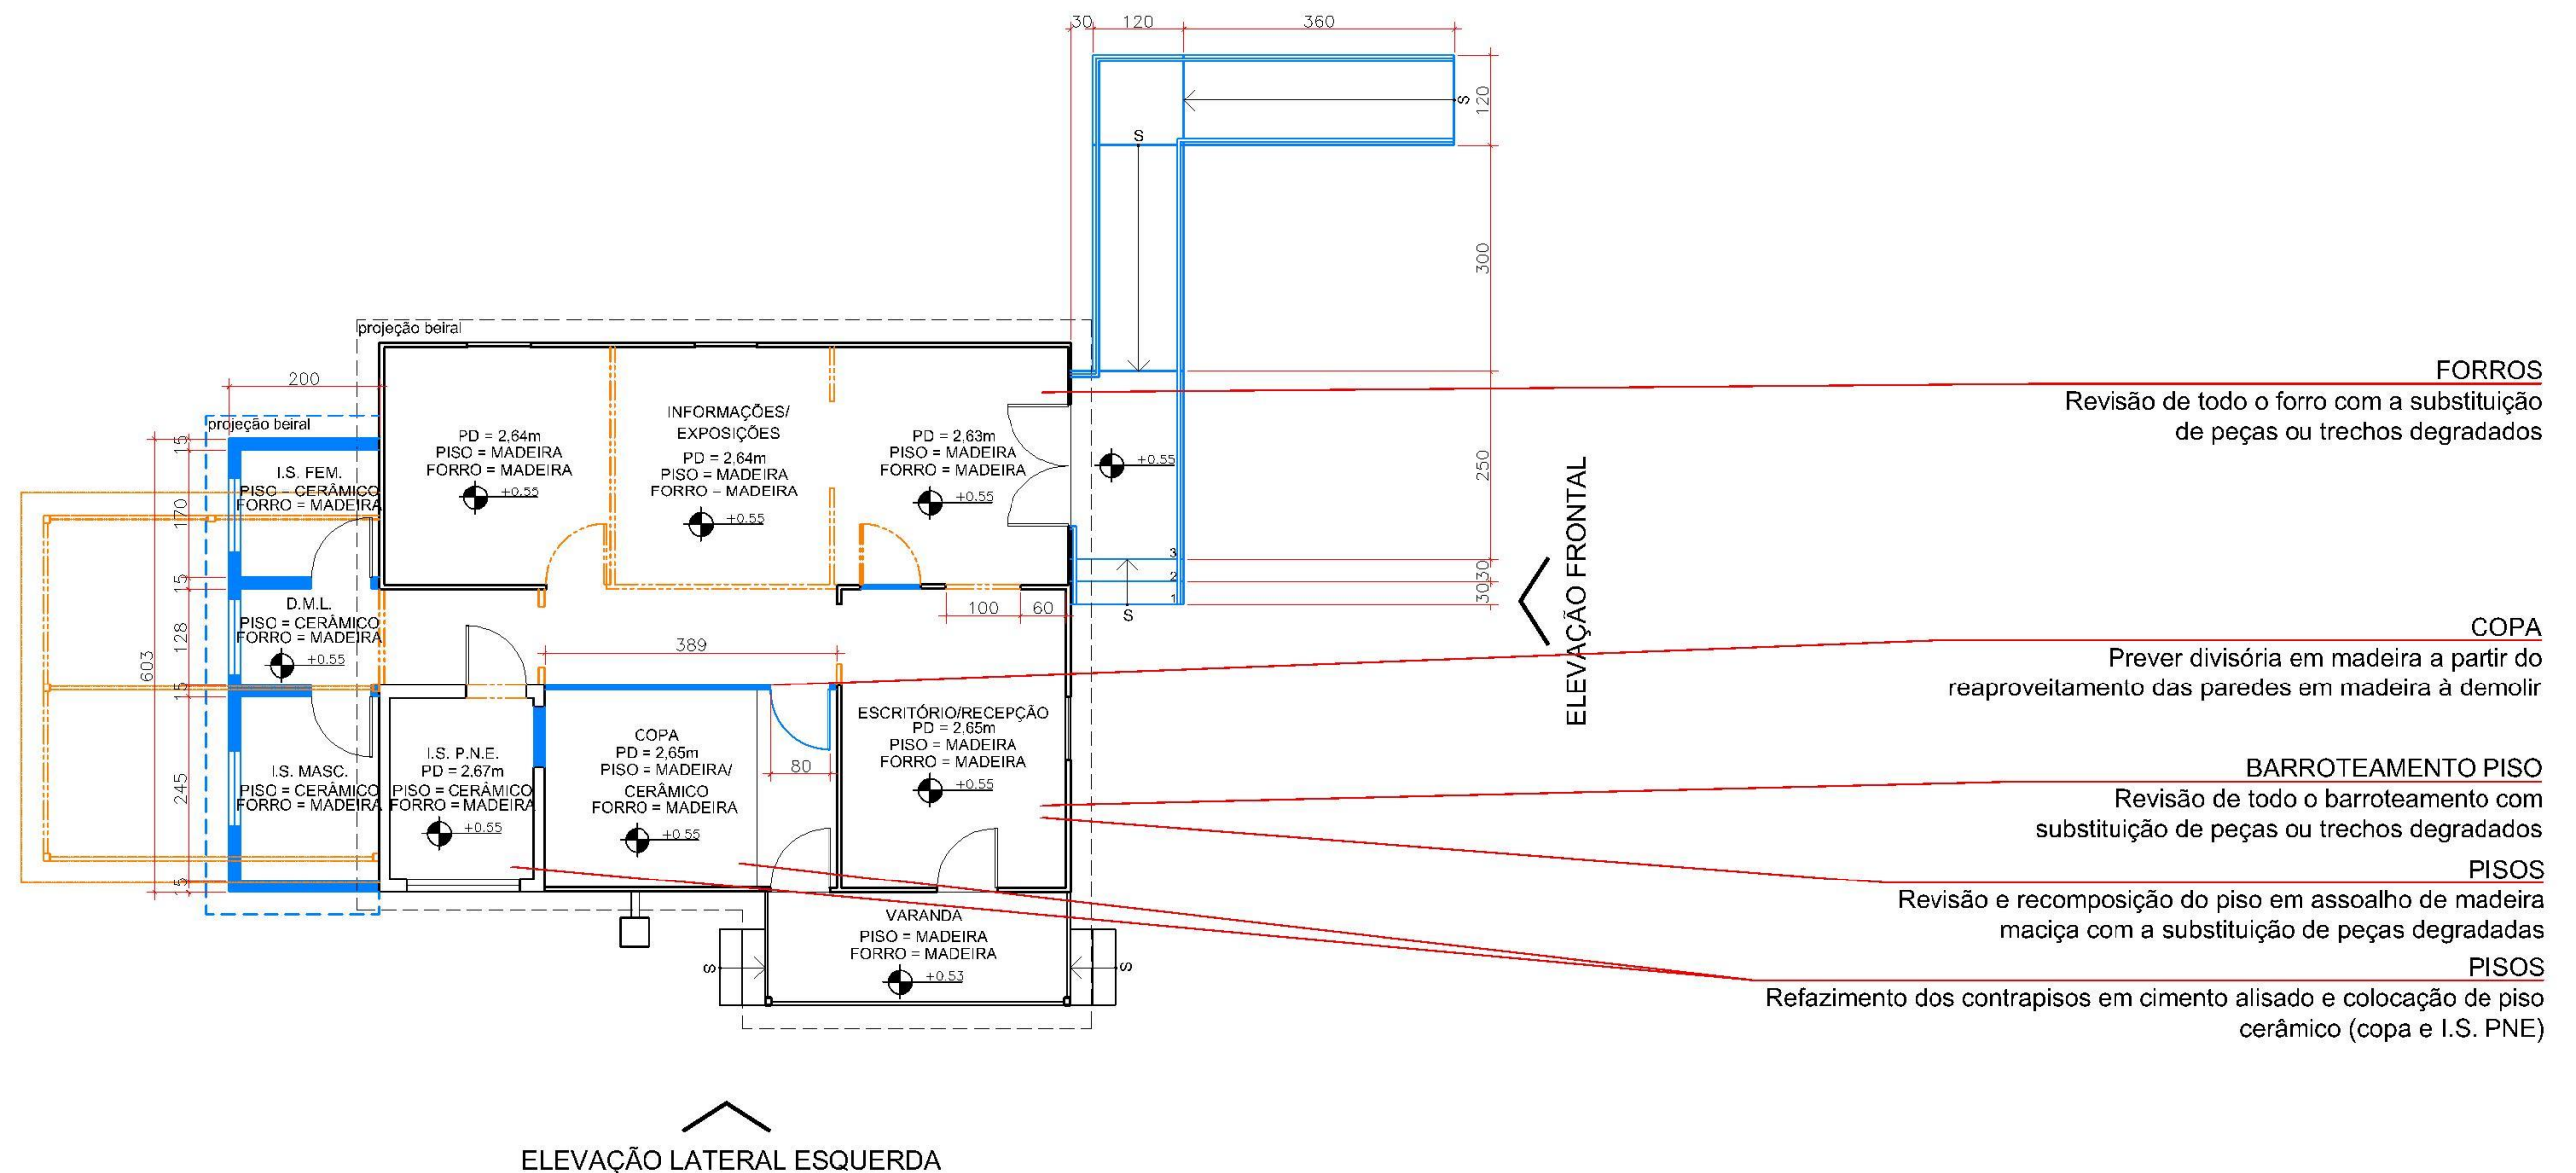 30
120
360
S
120
S
300
projeção beiral
200
projeção beiral
FORROS
Revisão de todo o forro com a substituição
de peças ou trechos degradados
INFORMAÇÕES/
EXPOSIÇÕES
PD = 2,64m
PISO = MADEIRA
FORRO = MADEIRA
+0.55
PD = 2,64m
PISO = MADEIRA
FORRO = MADEIRA
+0.55
PD = 2,63m
PISO = MADEIRA
FORRO = MADEIRA
+0.55
+0.55
250
15
I.S. FEM.
PISO = CERÂMICO
FORRO = MADEIRA
170
3
2
1
30
30
S
ELEVAÇÃO FRONTAL
15
D.M.L.
PISO = CERÂMICO
FORRO = MADEIRA
+0.55
128
603
100
60
389
COPA
Prever divisória em madeira a partir do
reaproveitamento das paredes em madeira à demolir
15
I.S. MASC.
PISO = CERÂMICO
FORRO = MADEIRA
245
15
I.S. P.N.E.
PD = 2,67m
PISO = CERÂMICO
FORRO = MADEIRA
+0.55
COPA
PD = 2,65m
PISO = MADEIRA/
CERÂMICO
FORRO = MADEIRA
+0.55
80
ESCRITÓRIO/RECEPÇÃO
PD = 2,65m
PISO = MADEIRA
FORRO = MADEIRA
+0.55
BARROTEAMENTO PISO
Revisão de todo o barroteamento com
substituição de peças ou trechos degradados
PISOS
Revisão e recomposição do piso em assoalho de madeira
maciça com a substituição de peças degradadas
VARANDA
PISO = MADEIRA
FORRO = MADEIRA
+0.53
S
S
PISOS
Refazimento dos contrapisos em cimento alisado e colocação de piso
cerâmico (copa e I.S. PNE)
ELEVAÇÃO LATERAL ESQUERDA